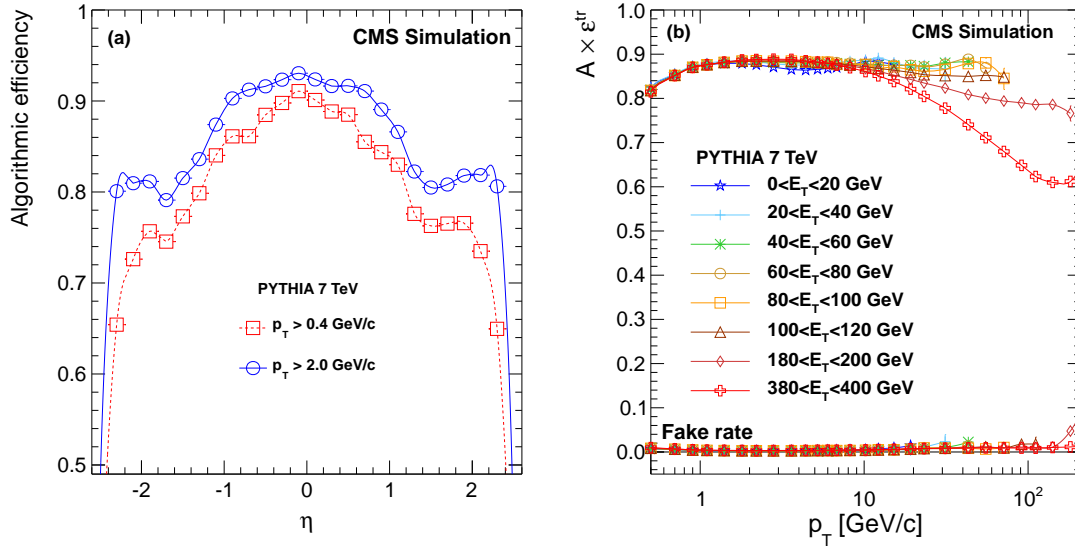 (a)
CMS Simulation
Algorithmic efficiency
1
0.9
0.8
0.7
0.6
0.5
PYTHIA 7 TeV
p_T > 0.4 GeV/c
p_T > 2.0 GeV/c
-2 -1 0 1 2
η
(b)
CMS Simulation
A × ε^tr
1.0
0.9
0.8
0.7
0.6
0.5
0.4
0.3
0.2
0.1
0.0
PYTHIA 7 TeV
0<E_T<20 GeV
20<E_T<40 GeV
40<E_T<60 GeV
60<E_T<80 GeV
80<E_T<100 GeV
100<E_T<120 GeV
180<E_T<200 GeV
380<E_T<400 GeV
Fake rate
1 10 10^2
p_T [GeV/c]